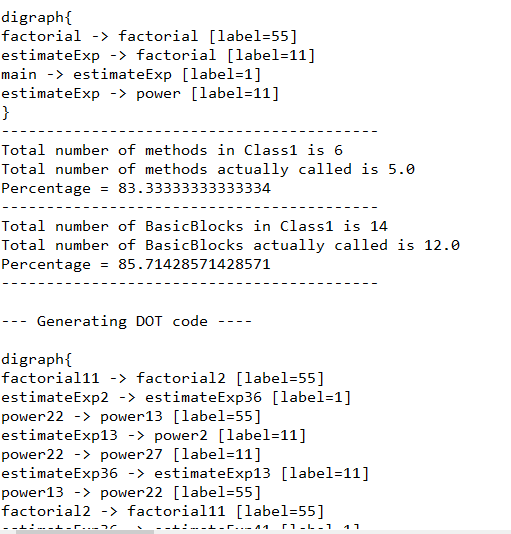 digraph{
factorial -> factorial [label=55]
estimateExp -> factorial [label=11]
main -> estimateExp [label=1]
estimateExp -> power [label=11]
}
------------------------------------------
Total number of methods in Class1 is 6
Total number of methods actually called is 5.0
Percentage = 83.33333333333334
------------------------------------------
Total number of BasicBlocks in Class1 is 14
Total number of BasicBlocks actually called is 12.0
Percentage = 85.71428571428571
------------------------------------------
--- Generating DOT code ----
digraph{
factorial11 -> factorial2 [label=55]
estimateExp2 -> estimateExp36 [label=1]
power22 -> power13 [label=55]
estimateExp13 -> power2 [label=11]
power22 -> power27 [label=11]
estimateExp36 -> estimateExp13 [label=11]
power13 -> power22 [label=55]
factorial2 -> factorial11 [label=55]